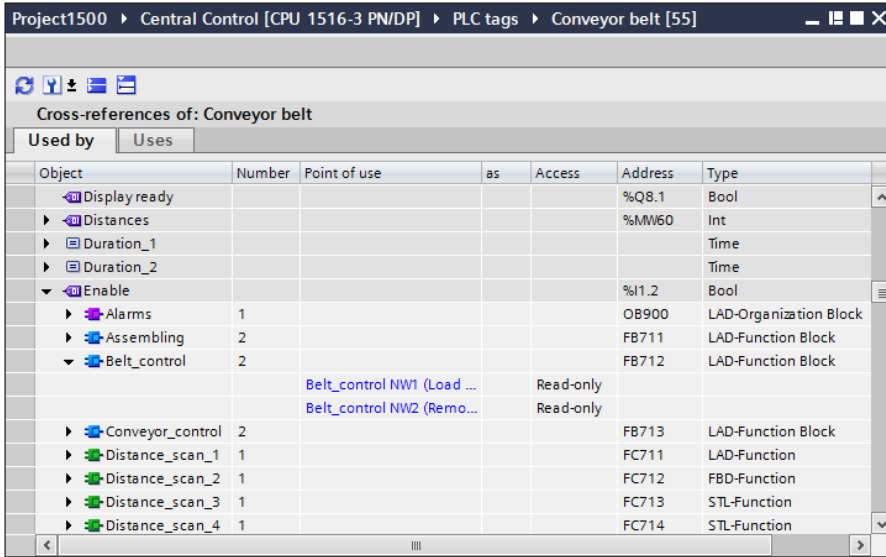 Project1500 ▸ Central Control [CPU 1516-3 PN/DP] ▸ PLC tags ▸ Conveyor belt [55]
Cross-references of: Conveyor belt
Used by Uses
Object Number Point of use as Access Address Type
Display ready %Q8.1 Bool
Distances %MW60 Int
Duration_1 Time
Duration_2 Time
Enable %I1.2 Bool
Alarms 1 OB900 LAD-Organization Block
Assembling 2 FB711 LAD-Function Block
Belt_control 2 FB712 LAD-Function Block
Belt_control NW1 (Load ... Read-only
Belt_control NW2 (Remo... Read-only
Conveyor_control 2 FB713 LAD-Function Block
Distance_scan_1 1 FC711 LAD-Function
Distance_scan_2 1 FC712 FBD-Function
Distance_scan_3 1 FC713 STL-Function
Distance_scan_4 1 FC714 STL-Function